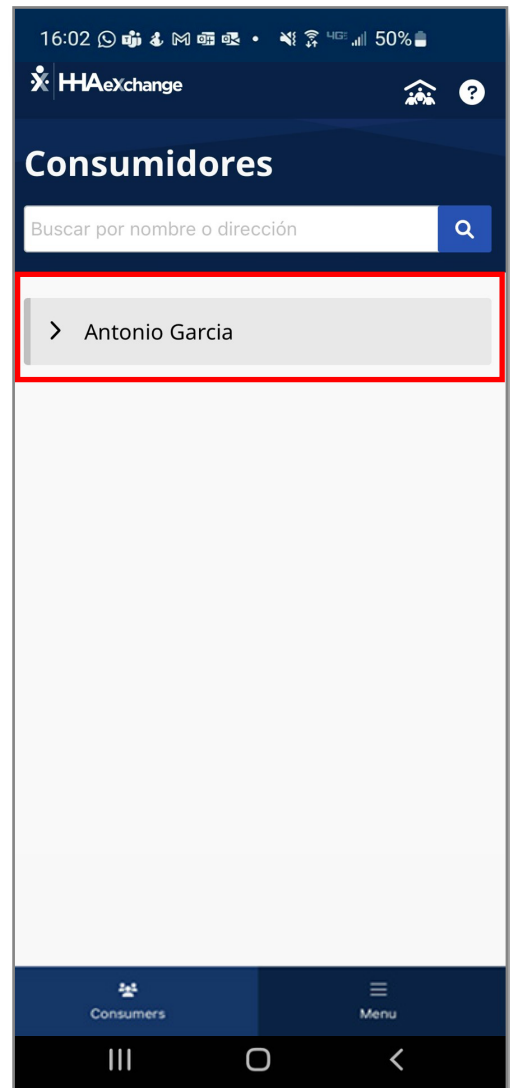 16:02 50%
HHAeXchange
Consumidores
Buscar por nombre o dirección
Antonio Garcia
Consumers Menu